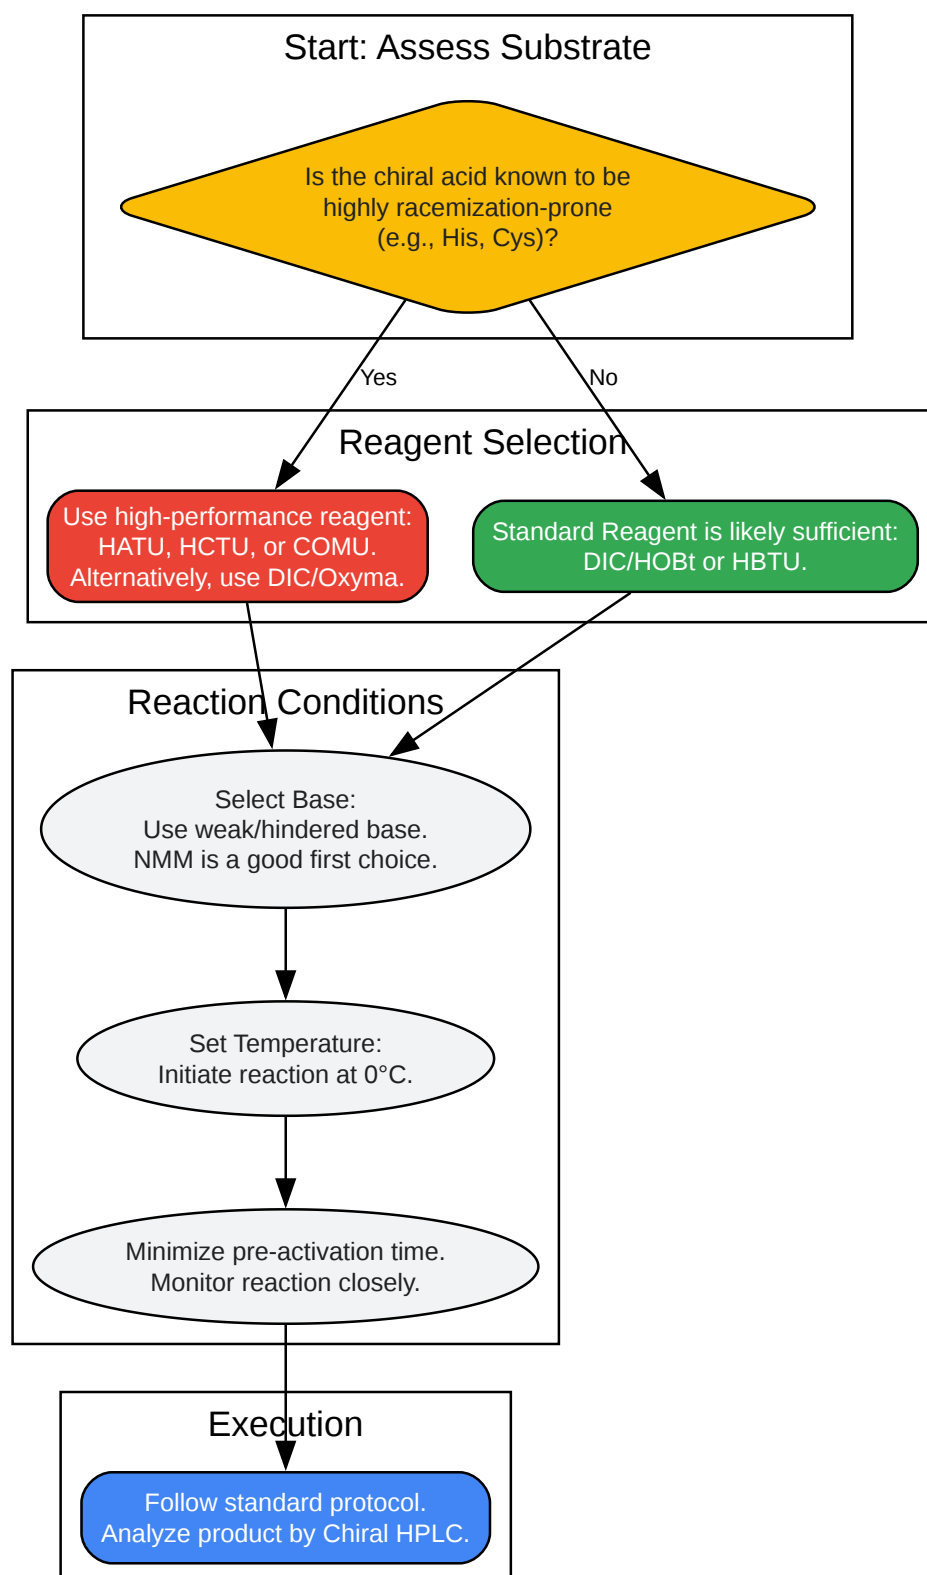 Start: Assess Substrate
Is the chiral acid known to be
highly racemization-prone
(e.g., His, Cys)?
Yes
No
Reagent Selection
Use high-performance reagent:
HATU, HCTU, or COMU.
Alternatively, use DIC/Oxyma.
Standard Reagent is likely sufficient:
DIC/HOBt or HBTU.
Reaction Conditions
Select Base:
Use weak/hindered base.
NMM is a good first choice.
Set Temperature:
Initiate reaction at 0°C.
Minimize pre-activation time.
Monitor reaction closely.
Execution
Follow standard protocol.
Analyze product by Chiral HPLC.